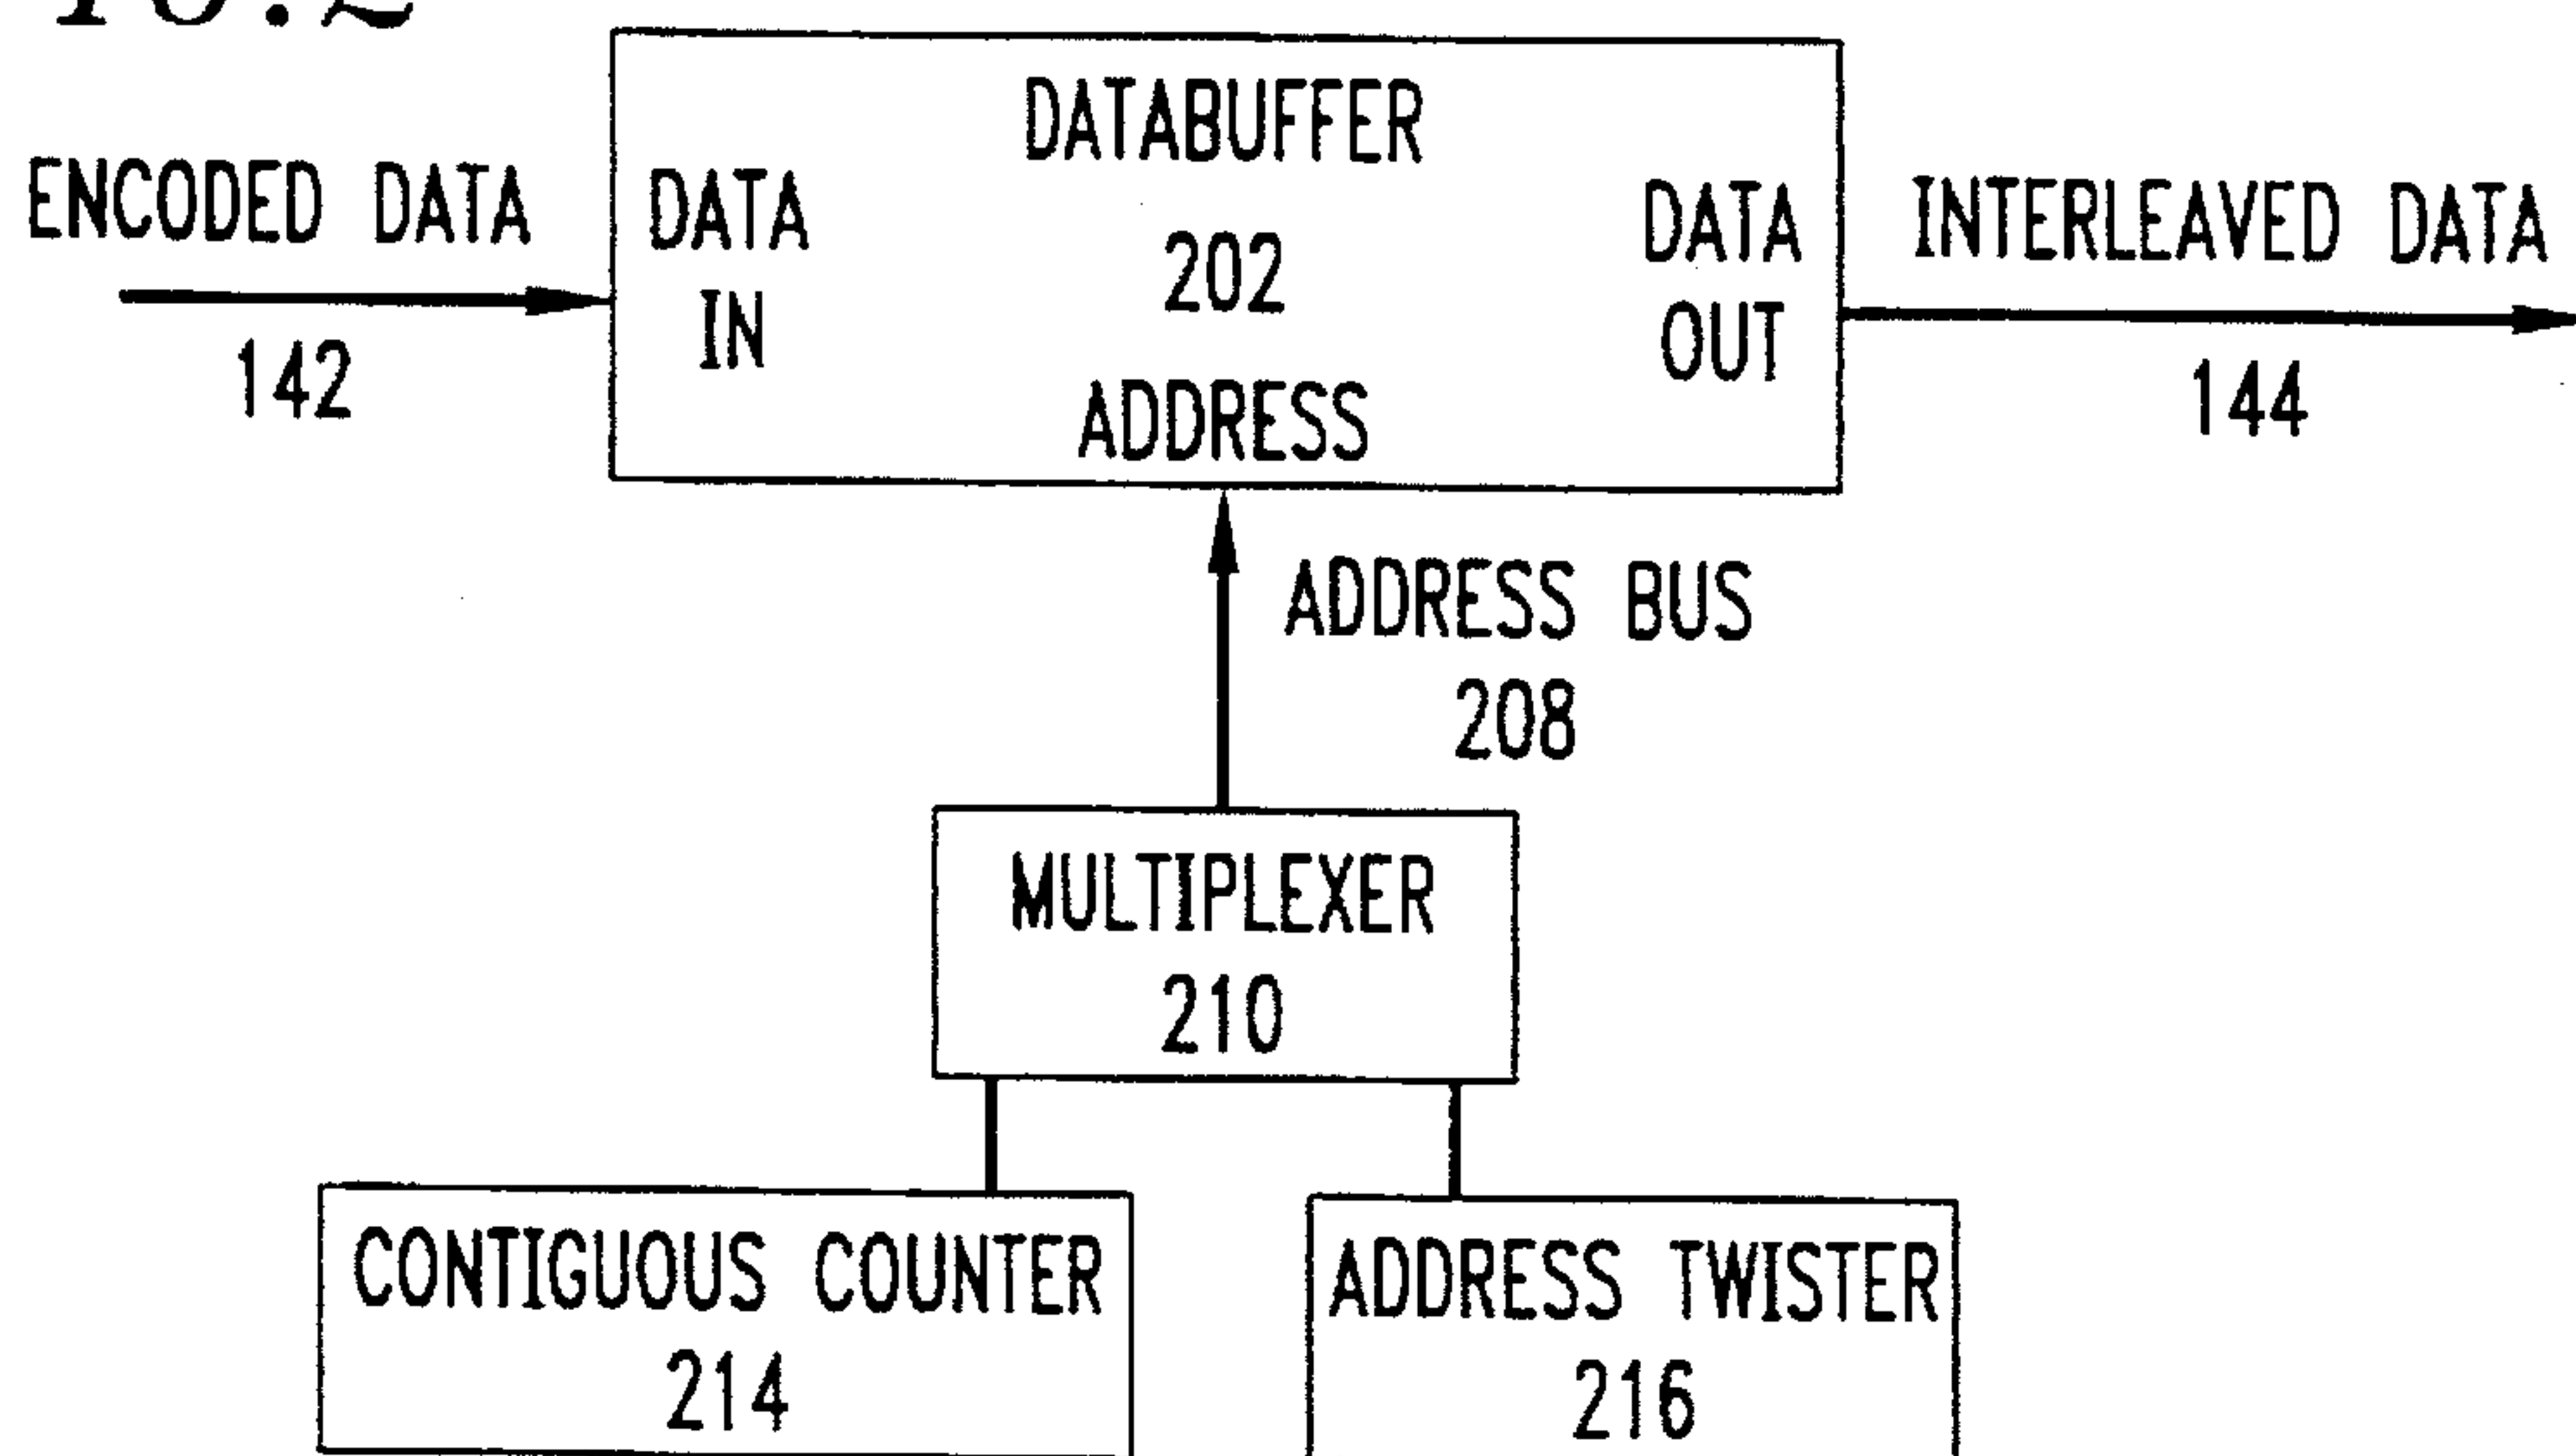 DATABUFFER
202
ENCODED DATA
142
DATA
IN
DATA
OUT
INTERLEAVED DATA
144
ADDRESS
ADDRESS BUS
208
MULTIPLEXER
210
CONTIGUOUS COUNTER
214
ADDRESS TWISTER
216